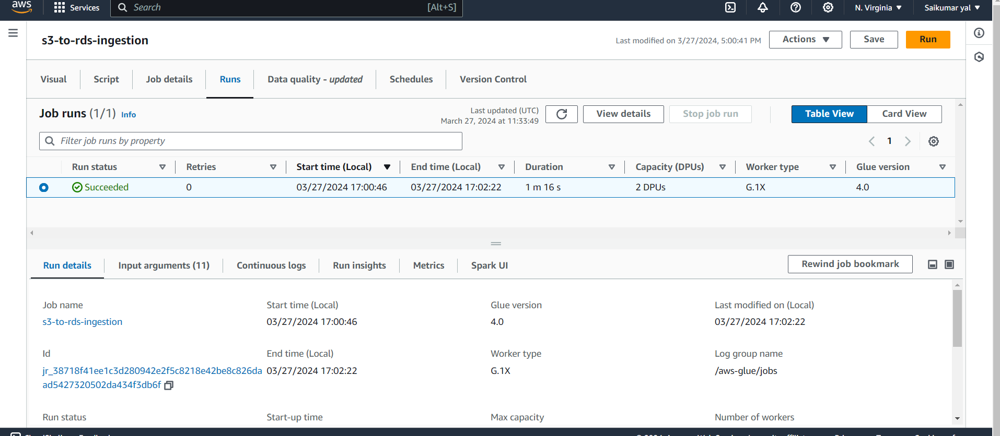 aws Services Search [Alt+S] N. Virginia Saikumar yal
s3-to-rds-ingestion Last modified on 3/27/2024, 5:00:41 PM Actions Save Run
Visual Script Job details Runs Data quality - updated Schedules Version Control
Job runs (1/1) Info Last updated (UTC) March 27, 2024 at 11:33:49 View details Stop job run Table View Card View
Filter job runs by property 1
Run status Retries Start time (Local) End time (Local) Duration Capacity (DPUs) Worker type Glue version
Succeeded 0 03/27/2024 17:00:46 03/27/2024 17:02:22 1 m 16 s 2 DPUs G.1X 4.0
Run details Input arguments (11) Continuous logs Run insights Metrics Spark UI Rewind job bookmark
Job name Start time (Local) Glue version Last modified on (Local)
s3-to-rds-ingestion 03/27/2024 17:00:46 4.0 03/27/2024 17:02:22
Id End time (Local) Worker type Log group name
jr_38718f41ee1c3d280942e2f5c8218e42be8c826da 03/27/2024 17:02:22 G.1X /aws-glue/jobs
ad5427320502da434f3db6f
Run status Start-up time Max capacity Number of workers